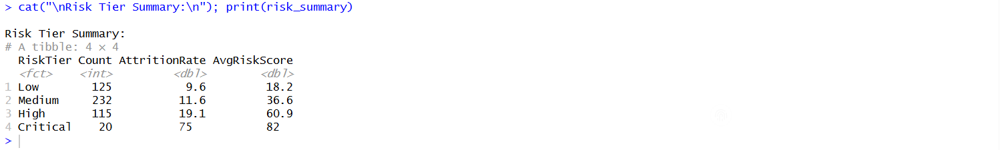 > cat("\nRisk Tier Summary:\n"); print(risk_summary)
Risk Tier Summary:
# A tibble: 4 × 4
  RiskTier Count AttritionRate AvgRiskScore
  <fct>    <int>         <dbl>        <dbl>
1 Low        125           9.6         18.2
2 Medium     232          11.6         36.6
3 High       115          19.1         60.9
4 Critical    20          75           82
>